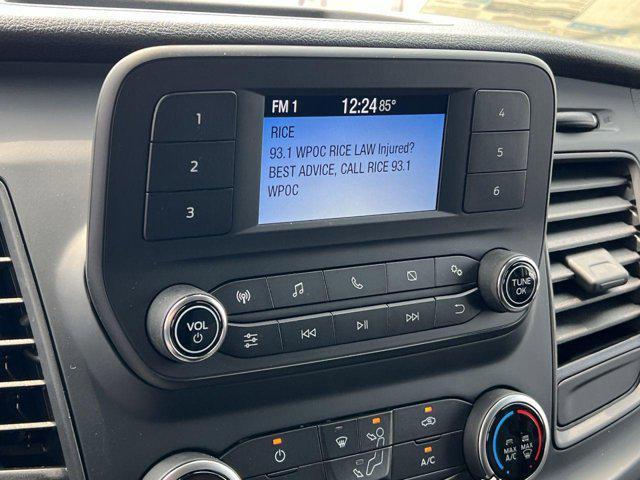 FM 1 12:24 85°
RICE
93.1 WPOC RICE LAW Injured?
BEST ADVICE, CALL RICE 93.1
WPOC
1
2
3
4
5
6
VOL
TUNE
OK
A/C
MAX
A/C
MAX